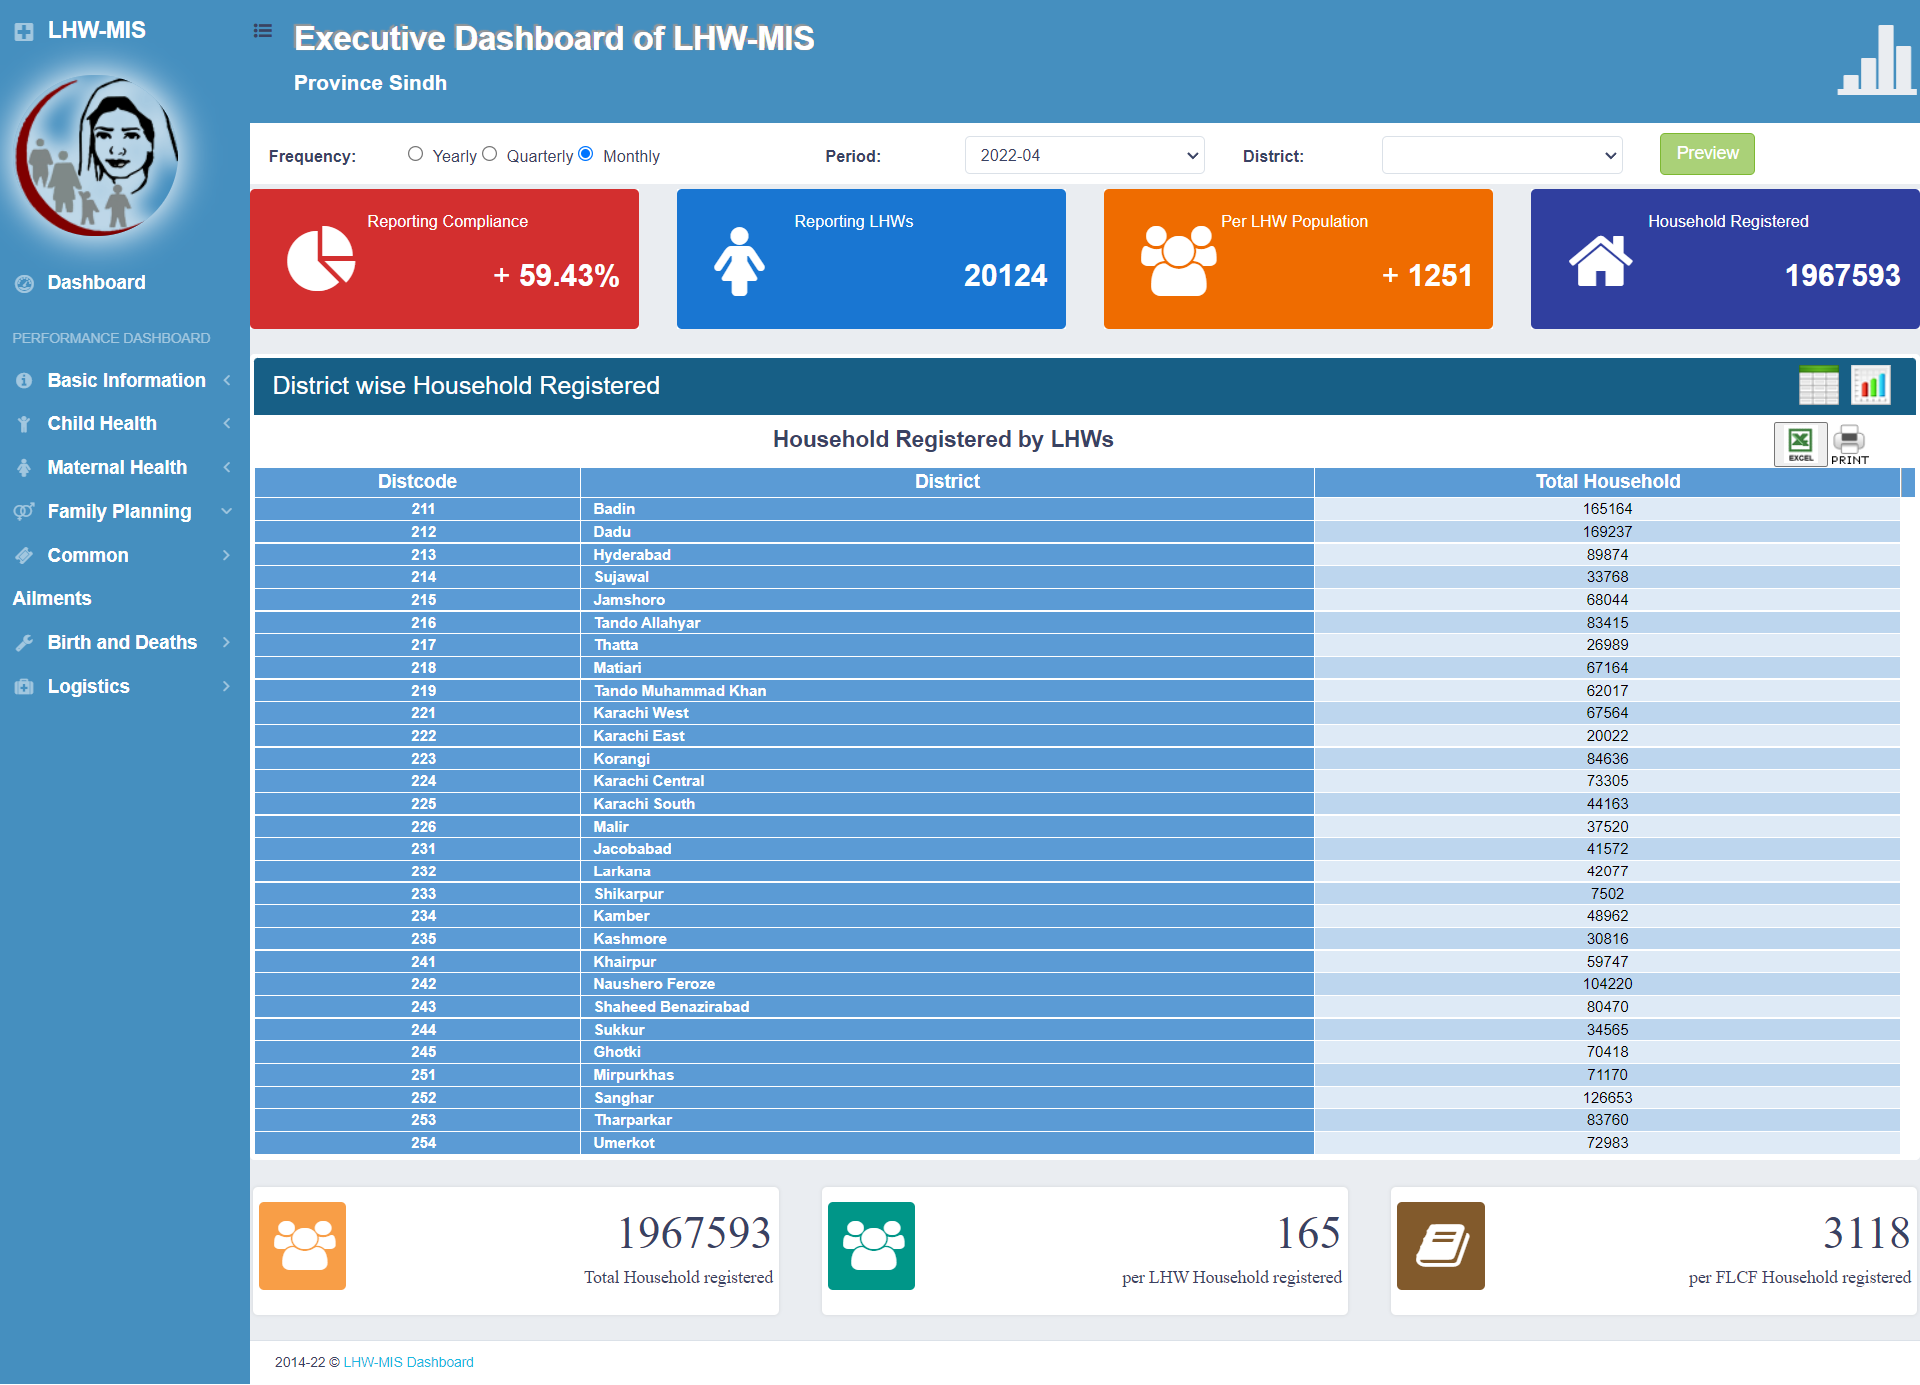 LHW-MIS
Executive Dashboard of LHW-MIS
Province Sindh
Dashboard
PERFORMANCE DASHBOARD
Basic Information
Child Health
Maternal Health
Family Planning
Common
Ailments
Birth and Deaths
Logistics
Frequency: Yearly Quarterly Monthly Period: 2022-04 District: Preview
Reporting Compliance
+ 59.43%
Reporting LHWs
20124
Per LHW Population
+ 1251
Household Registered
1967593
District wise Household Registered
Household Registered by LHWs
EXCEL PRINT
Distcode District Total Household
211 Badin 165164
212 Dadu 169237
213 Hyderabad 89874
214 Sujawal 33768
215 Jamshoro 68044
216 Tando Allahyar 83415
217 Thatta 26989
218 Matiari 67164
219 Tando Muhammad Khan 62017
221 Karachi West 67564
222 Karachi East 20022
223 Korangi 84636
224 Karachi Central 73305
225 Karachi South 44163
226 Malir 37520
231 Jacobabad 41572
232 Larkana 42077
233 Shikarpur 7502
234 Kamber 48962
235 Kashmore 30816
241 Khairpur 59747
242 Naushero Feroze 104220
243 Shaheed Benazirabad 80470
244 Sukkur 34565
245 Ghotki 70418
251 Mirpurkhas 71170
252 Sanghar 126653
253 Tharparkar 83760
254 Umerkot 72983
1967593
Total Household registered
165
per LHW Household registered
3118
per FLCF Household registered
2014-22 © LHW-MIS Dashboard